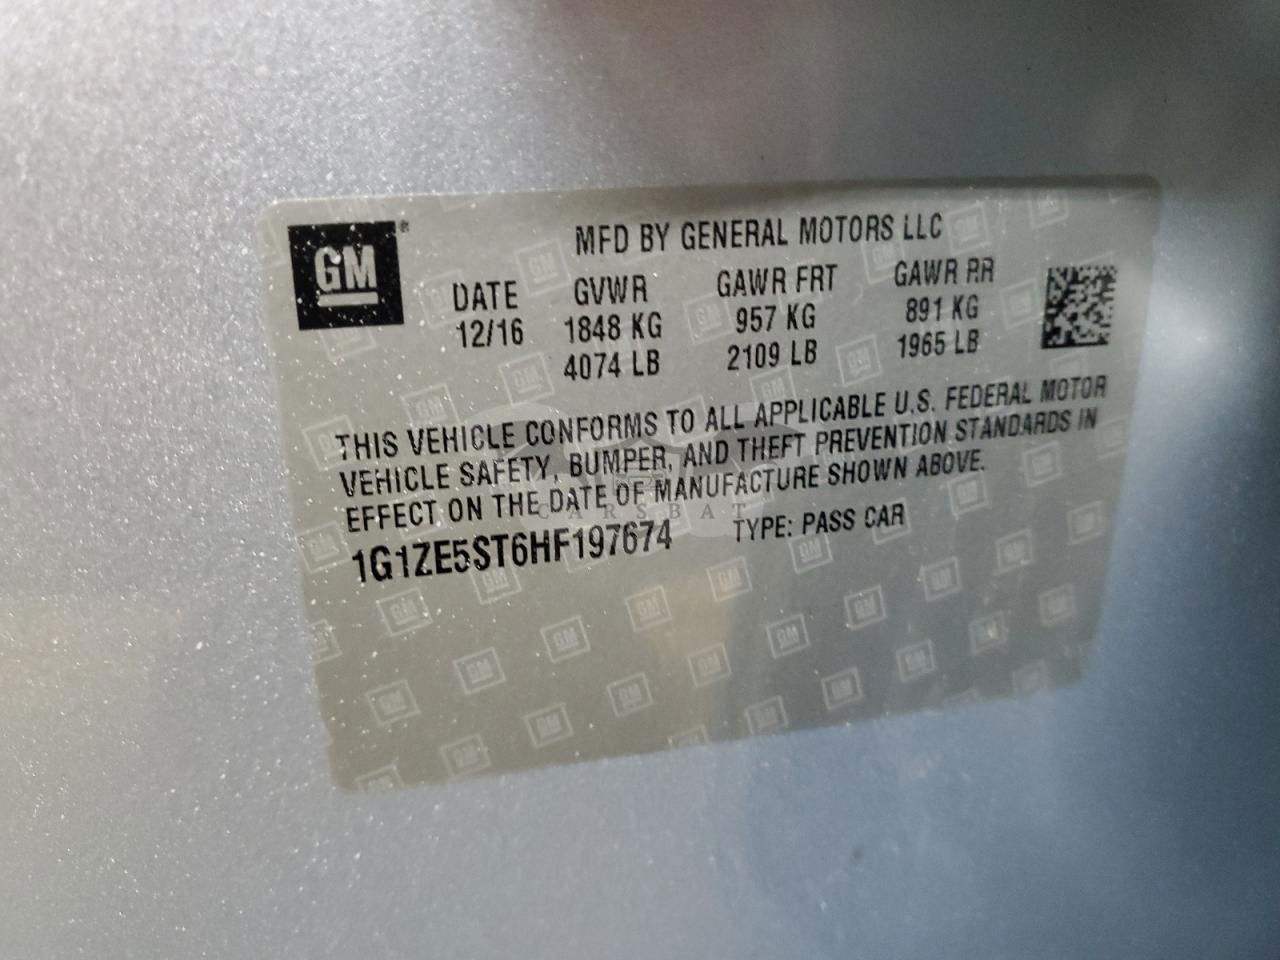 GM
MFD BY GENERAL MOTORS LLC
DATE GVWR GAWR FRT GAWR RR
12/16 1848 KG 957 KG 891 KG
4074 LB 2109 LB 1965 LB
THIS VEHICLE CONFORMS TO ALL APPLICABLE U.S. FEDERAL MOTOR
VEHICLE SAFETY, BUMPER, AND THEFT PREVENTION STANDARDS IN
EFFECT ON THE DATE OF MANUFACTURE SHOWN ABOVE.
CARSBAT
1G1ZE5ST6HF197674 TYPE: PASS CAR